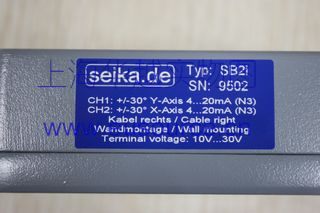 seika.de Typ: SB2i
SN: 9502
CH1: +/-30° Y-Axis 4...20mA (N3)
CH2: +/-30° X-Axis 4...20mA (N3)
Kabel rechts / Cable right
Wandmontage / Wall mounting
Terminal voltage: 10V...30V